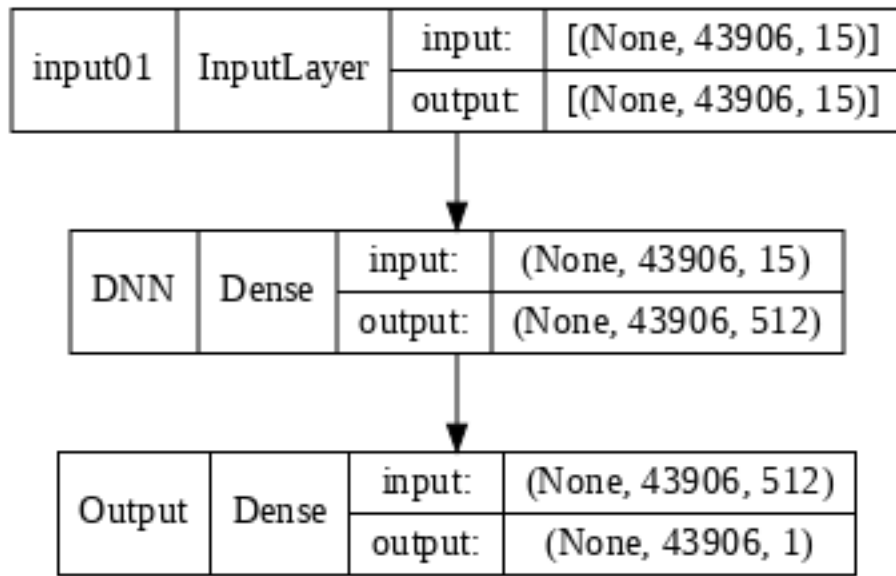 input01 InputLayer input: [(None, 43906, 15)]
output: [(None, 43906, 15)]
DNN Dense input: (None, 43906, 15)
output: (None, 43906, 512)
Output Dense input: (None, 43906, 512)
output: (None, 43906, 1)